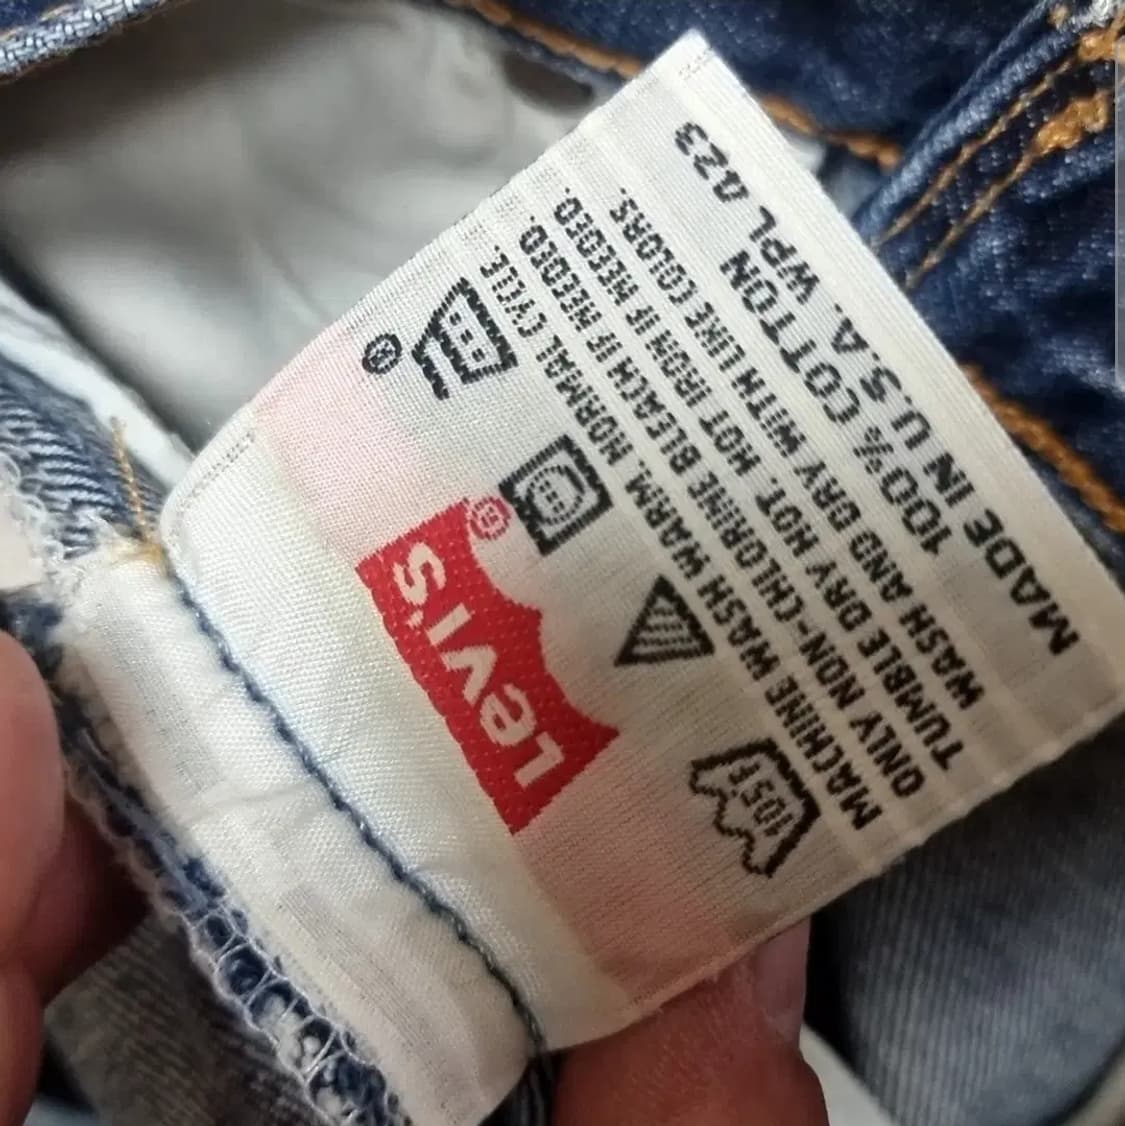 Levi's
®
®
MACHINE WASH WARM, NORMAL CYCLE.
ONLY NON-CHLORINE BLEACH IF NEEDED.
TUMBLE DRY HOT. HOT IRON IF NEEDED.
WASH AND DRY WITH LIKE COLORS.
100% COTTON
MADE IN U.S.A. WPL 423